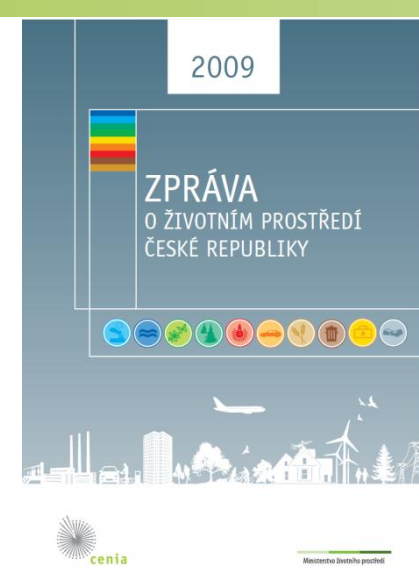 2009
ZPRÁVA
O ŽIVOTNÍM PROSTŘEDÍ
ČESKÉ REPUBLIKY
cenia
Ministerstvo životního prostředí